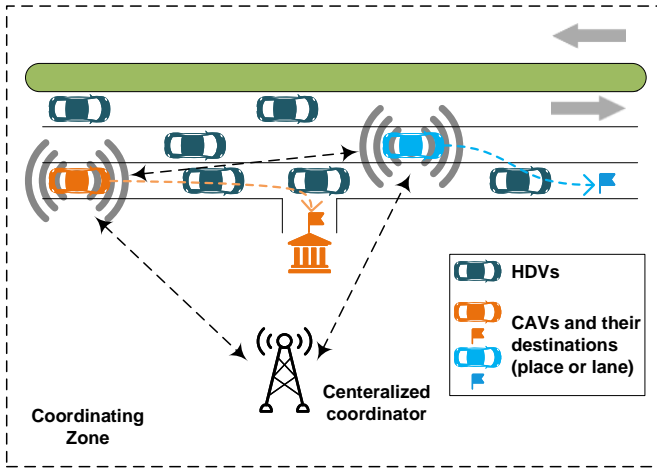 HDVs
CAVs and their
destinations
(place or lane)
Centeralized
coordinator
Coordinating
Zone